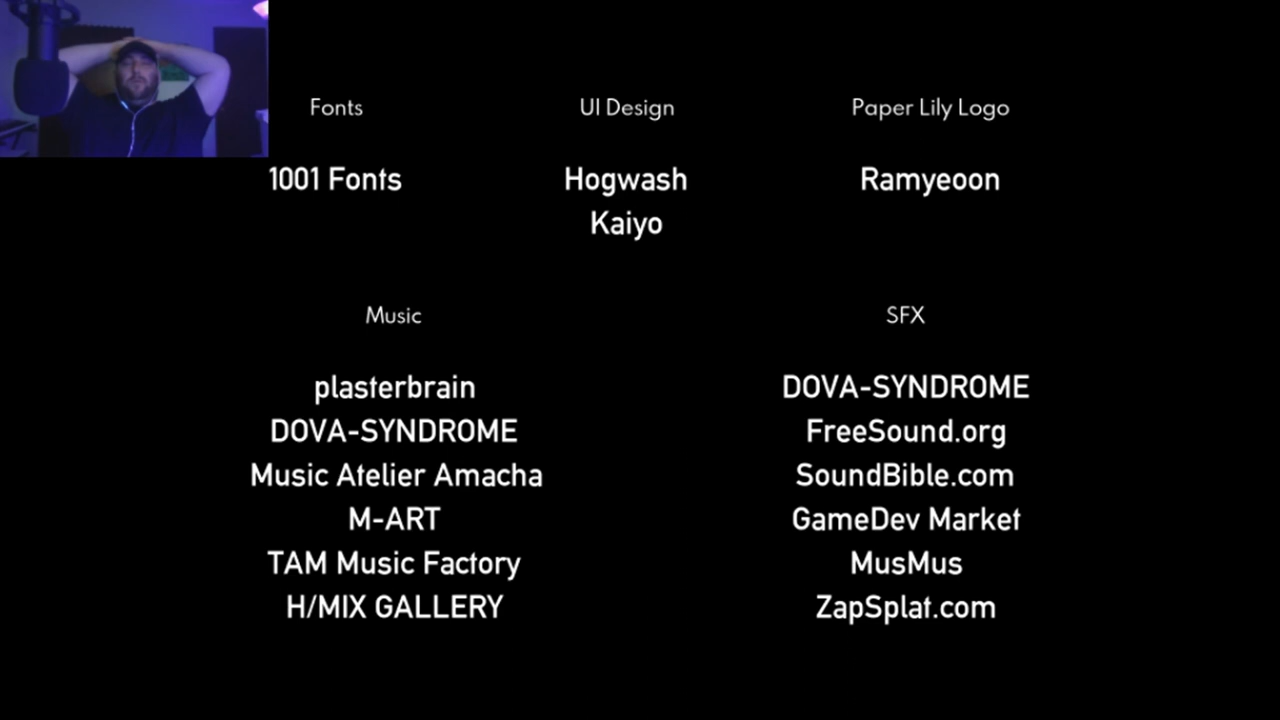 Fonts
1001 Fonts
UI Design
Hogwash
Kaiyo
Paper Lily Logo
Ramyeoon
Music
plasterbrain
DOVA-SYNDROME
Music Atelier Amacha
M-ART
TAM Music Factory
H/MIX GALLERY
SFX
DOVA-SYNDROME
FreeSound.org
SoundBible.com
GameDev Market
MusMus
ZapSplat.com